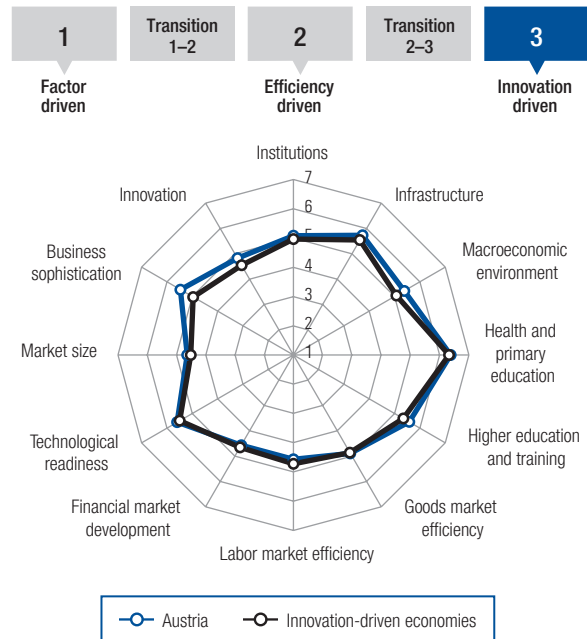 1
Transition
1–2
2
Transition
2–3
3
Factor
driven
Efficiency
driven
Innovation
driven
Institutions
7
Innovation
Infrastructure
6
5
Business
sophistication
Macroeconomic
environment
4
3
2
Market size
1
Health and
primary
education
Technological
readiness
Higher education
and training
Financial market
development
Goods market
efficiency
Labor market efficiency
Austria
Innovation-driven economies